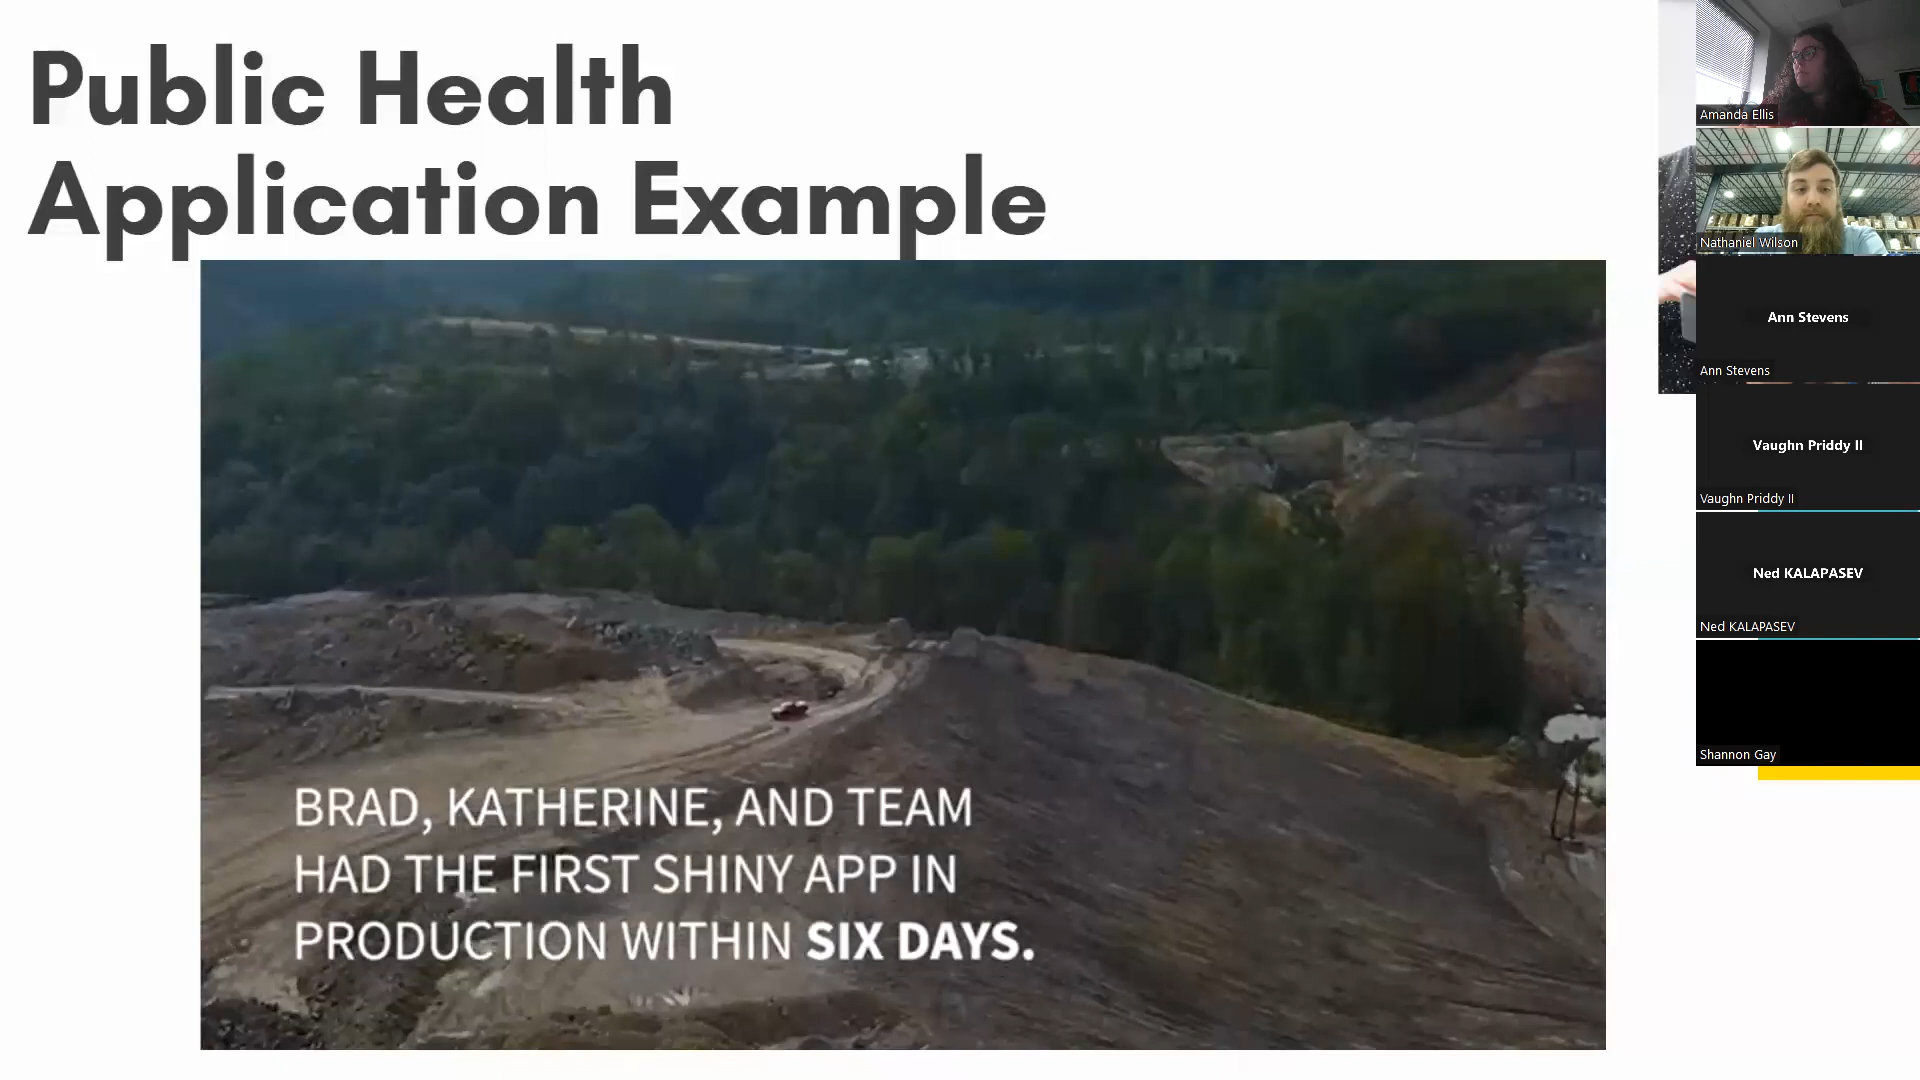 Public Health
Application Example
BRAD, KATHERINE, AND TEAM
HAD THE FIRST SHINY APP IN
PRODUCTION WITHIN SIX DAYS.
Amanda Ellis
Nathaniel Wilson
Ann Stevens
Ann Stevens
Vaughn Priddy II
Vaughn Priddy II
Ned KALAPASEV
Ned KALAPASEV
Shannon Gay